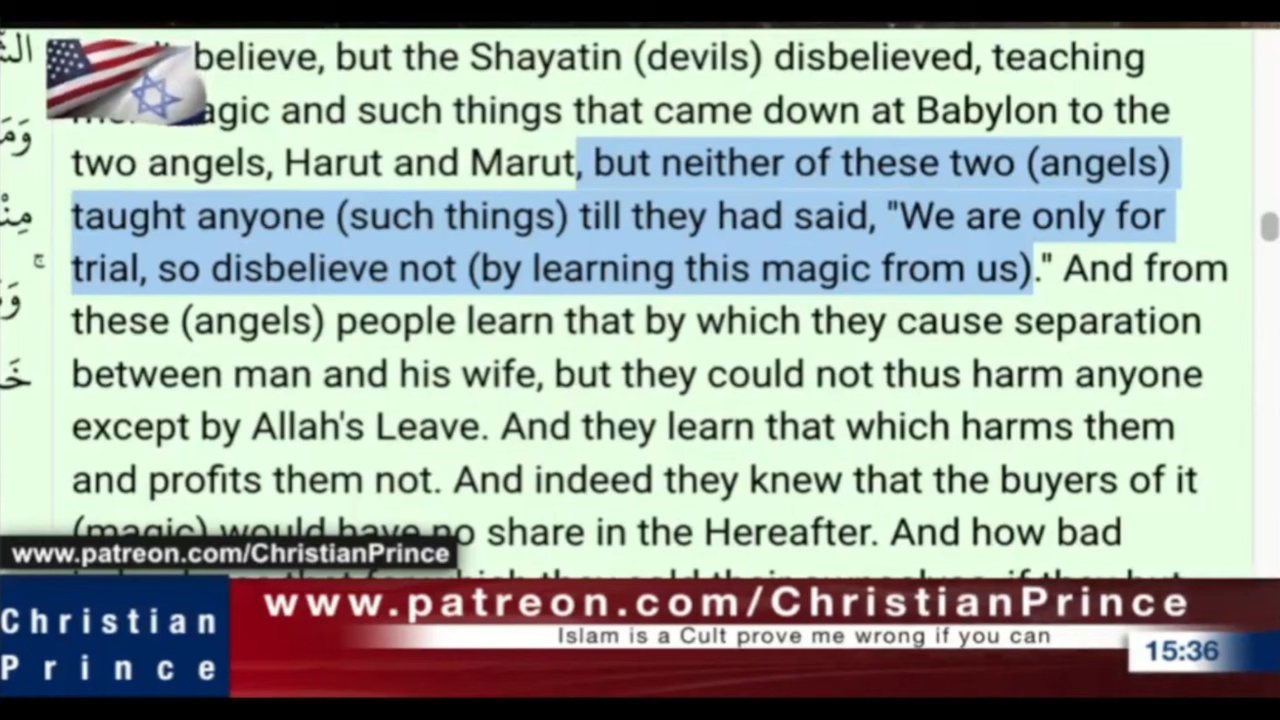 believe, but the Shayatin (devils) disbelieved, teaching
and such things that came down at Babylon to the
two angels, Harut and Marut, but neither of these two (angels)
taught anyone (such things) till they had said, "We are only for
trial, so disbelieve not (by learning this magic from us)." And from
these (angels) people learn that by which they cause separation
between man and his wife, but they could not thus harm anyone
except by Allah's Leave. And they learn that which harms them
and profits them not. And indeed they knew that the buyers of it
(magic) would have no share in the Hereafter. And how bad
www.patreon.com/ChristianPrince
Christian
Prince
www.patreon.com/ChristianPrince
Islam is a Cult prove me wrong if you can
15:36